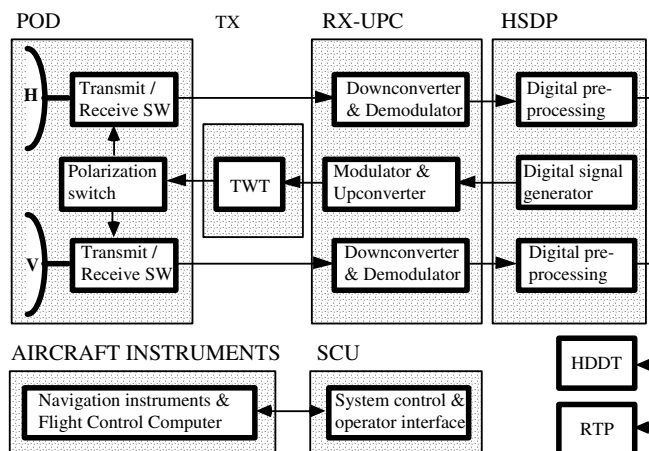 POD TX RX-UPC HSDP
H
Transmit /
Receive SW
Downconverter
& Demodulator
Digital pre-
processing
Polarization
switch
TWT
Modulator &
Upconverter
Digital signal
generator
V
Transmit /
Receive SW
Downconverter
& Demodulator
Digital pre-
processing
AIRCRAFT INSTRUMENTS SCU
Navigation instruments &
Flight Control Computer
System control &
operator interface
HDDT
RTP